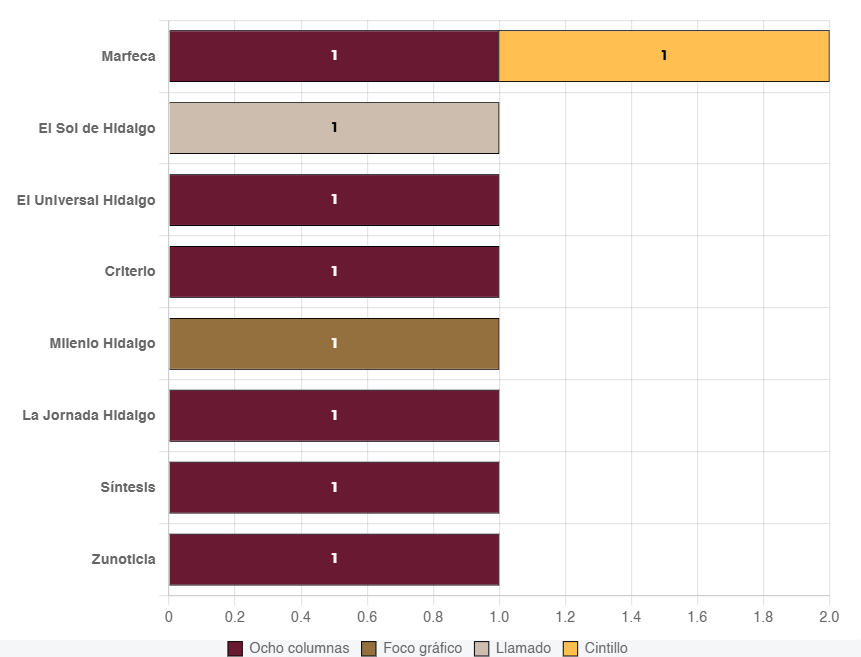 Marfeca 1 1
El Sol de Hidalgo 1
El Universal Hidalgo 1
Criterio 1
Milenio Hidalgo 1
La Jornada Hidalgo 1
Síntesis 1
Zunoticia 1
0 0.2 0.4 0.6 0.8 1.0 1.2 1.4 1.6 1.8 2.0
Ocho columnas Foco gráfico Llamado Cintillo